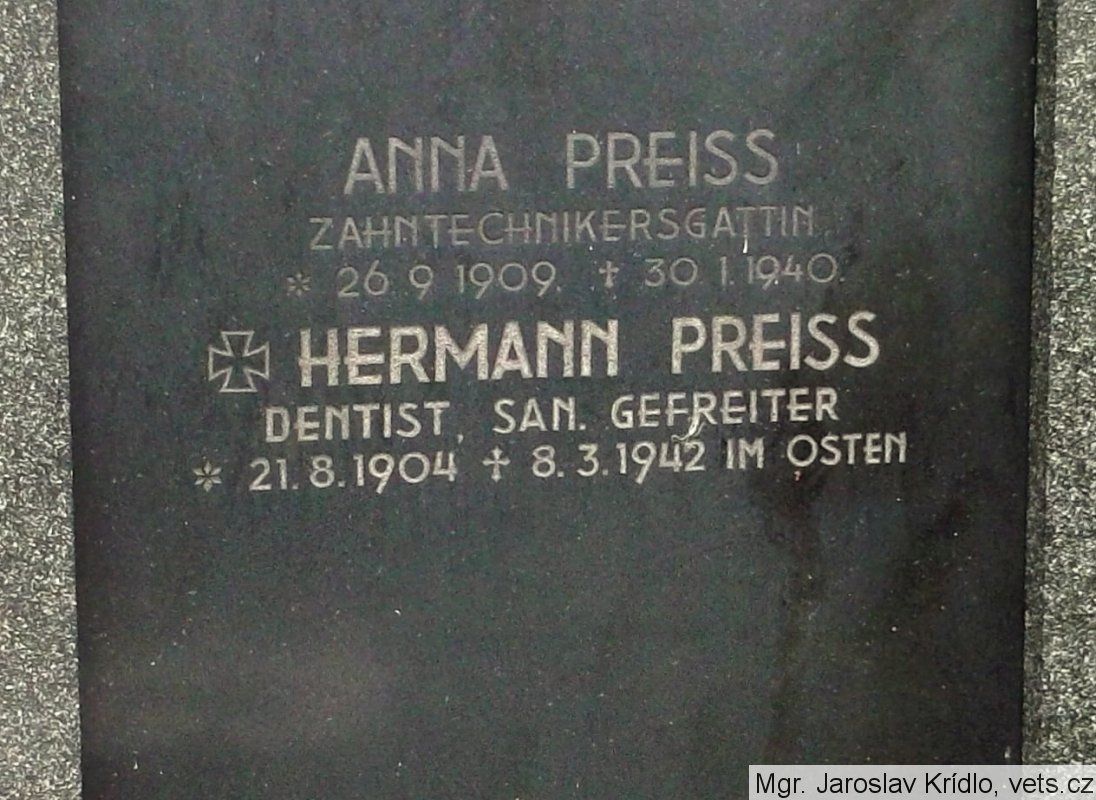 ANNA PREISS
ZAHNTECHNIKERSGATTIN
* 26. 9. 1909. † 30. 1. 1940.
HERMANN PREISS
DENTIST, SAN. GEFREITER
* 21. 8. 1904 † 8. 3. 1942 IM OSTEN
Mgr. Jaroslav Krídlo, vets.cz